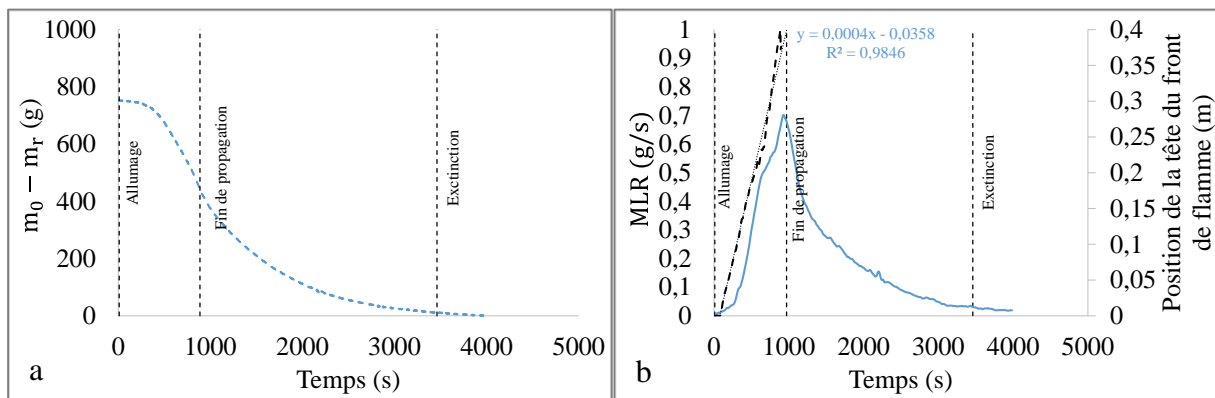 1000
800
600
400
200
0
m₀ − mᵣ (g)
Allumage
Fin de propagation
Exctinction
0 1000 2000 3000 4000 5000
Temps (s)
a
y = 0,0004x - 0,0358
R² = 0,9846
1
0,9
0,8
0,7
0,6
0,5
0,4
0,3
0,2
0,1
0
MLR (g/s)
Allumage
Fin de propagation
Exctinction
0,4
0,35
0,3
0,25
0,2
0,15
0,1
0,05
0
Position de la tête du front
de flamme (m)
0 1000 2000 3000 4000 5000
Temps (s)
b